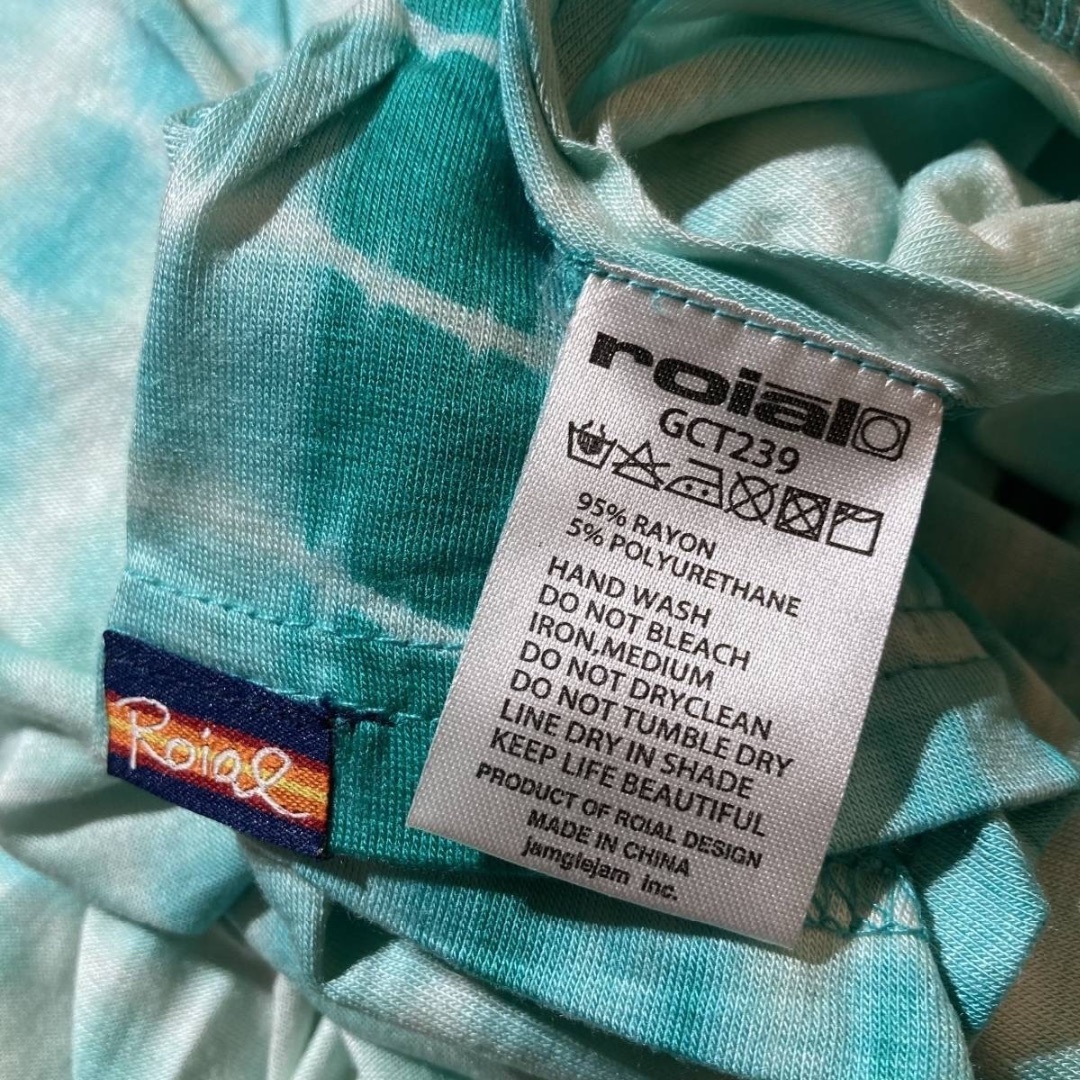 roial
GCT239
95% RAYON
5% POLYURETHANE
HAND WASH
DO NOT BLEACH
IRON,MEDIUM
DO NOT DRYCLEAN
DO NOT TUMBLE DRY
LINE DRY IN SHADE
KEEP LIFE BEAUTIFUL
PRODUCT OF ROIAL DESIGN
MADE IN CHINA
jamglejam inc.
Roial